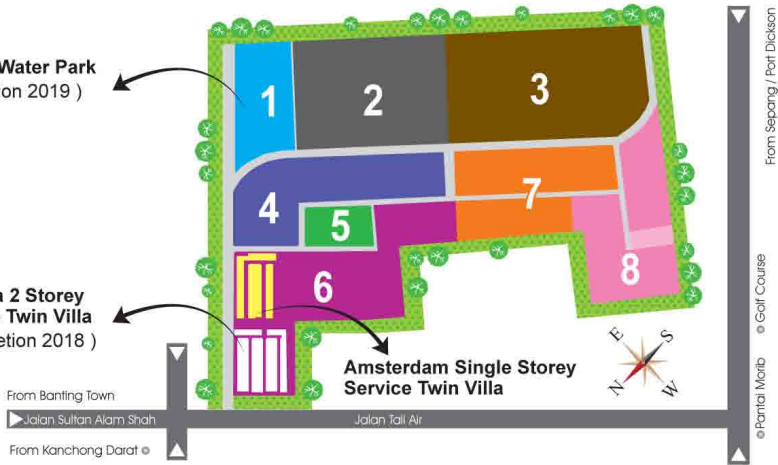 Water Park
on 2019 )
1
2
3
4
5
6
7
8
a 2 Storey
Twin Villa
etion 2018 )
Amsterdam Single Storey
Service Twin Villa
E
S
N
W
From Banting Town
Jalan Sultan Alam Shah
Jalan Tali Air
From Kanchong Darat
From Sepang / Port Dickson
Golf Course
Pantai Morib